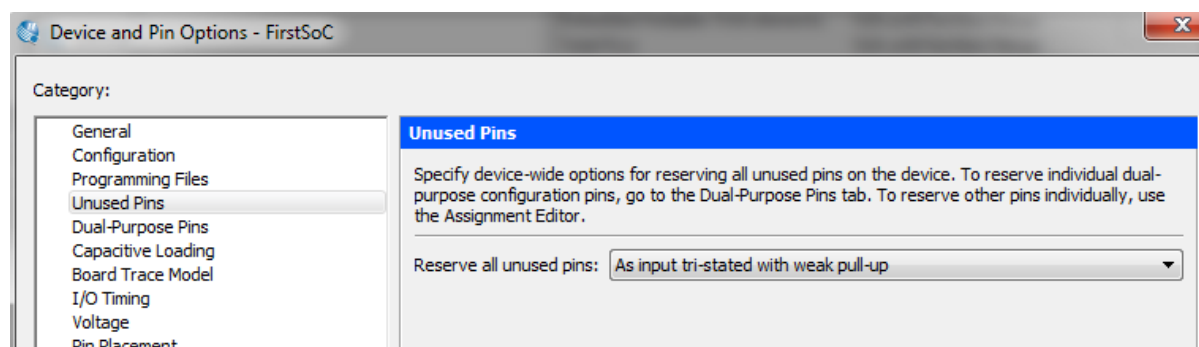 Device and Pin Options - FirstSoC
Category:
General
Configuration
Programming Files
Unused Pins
Dual-Purpose Pins
Capacitive Loading
Board Trace Model
I/O Timing
Voltage
Pin Placement
Unused Pins
Specify device-wide options for reserving all unused pins on the device. To reserve individual dual-
purpose configuration pins, go to the Dual-Purpose Pins tab. To reserve other pins individually, use
the Assignment Editor.
Reserve all unused pins: As input tri-stated with weak pull-up